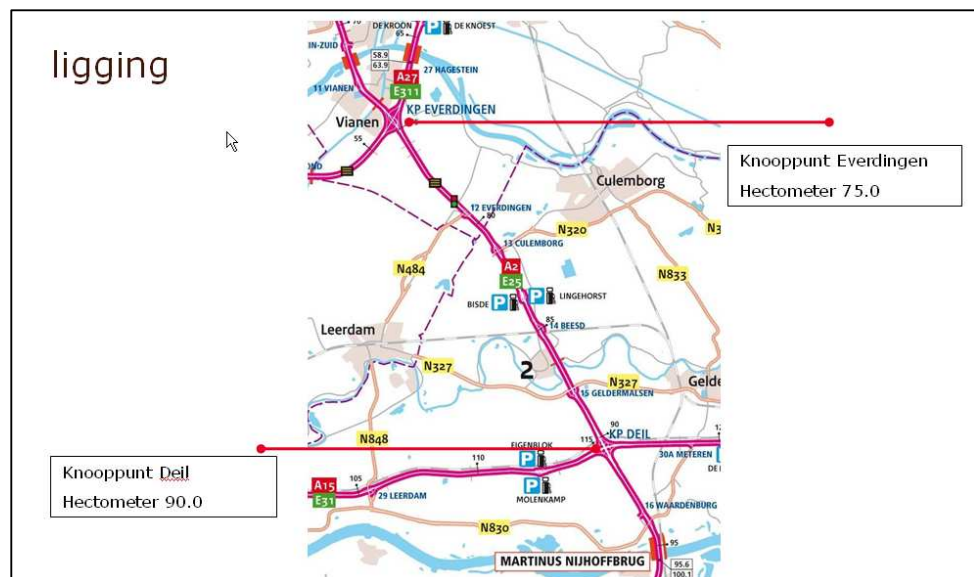 ligging
70
DE KROON
65
DE KNOEST
IN-ZUID
58.9
63.9
27 HAGESTEIN
A27
E311
11 VIANEN
KP EVERDINGEN
Vianen
55
OND
Knooppunt Everdingen
Hectometer 75.0
Culemborg
12 EVERDINGEN
80
N320
N3
13 CULEMBORG
N484
A2
E25
N833
BISDE
P
P
LINGEHORST
85
14 BEESD
Leerdam
N327
2
N327
Gelde
15 GELDERMALSEN
90
KP DEIL
N848
115
EIGENBLOK
P
30A METEREN
DE
110
Knooppunt Deil
Hectometer 90.0
A15
E31
105
29 LEERDAM
P
MOLENKAMP
16 WAARDENBURG
N830
95
MARTINUS NIJHOFFBRUG
95.6
100.1